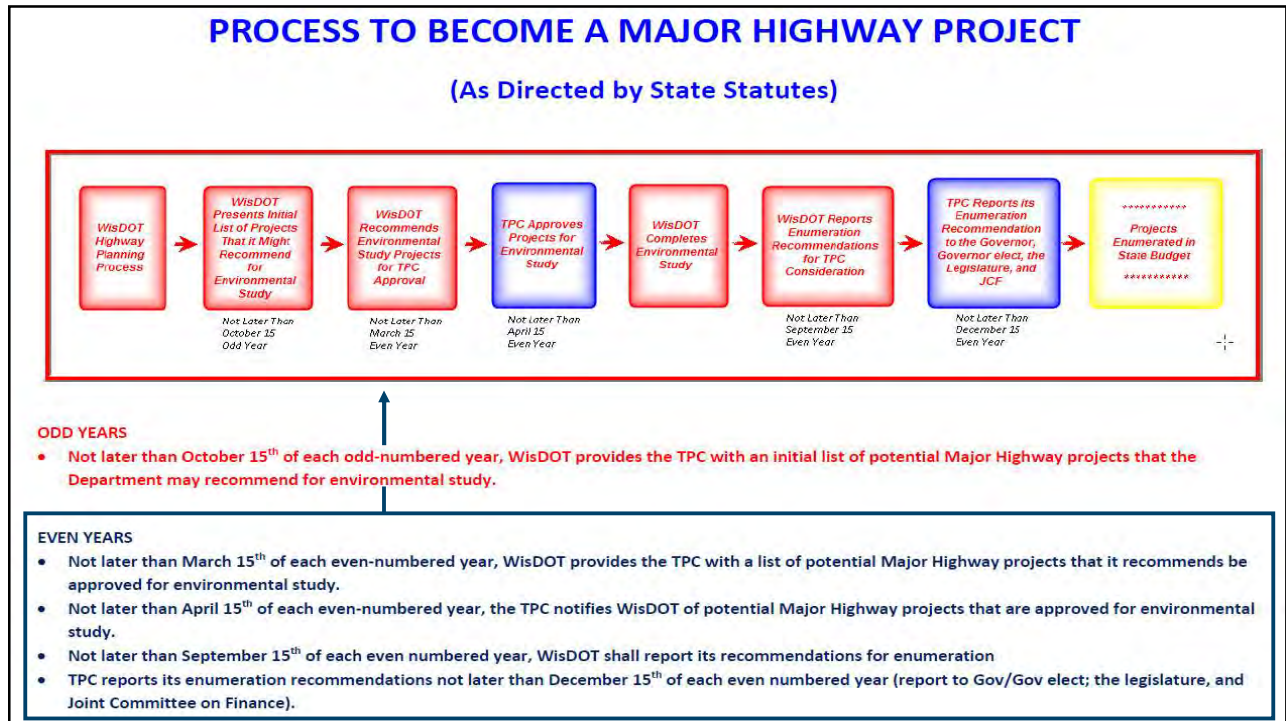 PROCESS TO BECOME A MAJOR HIGHWAY PROJECT
(As Directed by State Statutes)
WisDOT
Highway
Planning
Process
WisDOT
Presents Initial
List of Projects
That it Might
Recommend
for
Environmental
Study
Not Later Than
October 15
Odd Year
WisDOT
Recommends
Environmental
Study Projects
for TPC
Approval
Not Later Than
March 15
Even Year
TPC Approves
Projects for
Environmental
Study
Not Later Than
April 15
Even Year
WisDOT
Completes
Environmental
Study
WisDOT Reports
Enumeration
Recommendations
for TPC
Consideration
Not Later Than
September 15
Even Year
TPC Reports its
Enumeration
Recommendation
to the Governor,
Governor elect, the
Legislature, and
JCF
Not Later Than
December 15
Even Year
***********
Projects
Enumerated in
State Budget
***********
ODD YEARS
• Not later than October 15th of each odd-numbered year, WisDOT provides the TPC with an initial list of potential Major Highway projects that the
Department may recommend for environmental study.
EVEN YEARS
• Not later than March 15th of each even-numbered year, WisDOT provides the TPC with a list of potential Major Highway projects that it recommends be
approved for environmental study.
• Not later than April 15th of each even-numbered year, the TPC notifies WisDOT of potential Major Highway projects that are approved for environmental
study.
• Not later than September 15th of each even numbered year, WisDOT shall report its recommendations for enumeration
• TPC reports its enumeration recommendations not later than December 15th of each even numbered year (report to Gov/Gov elect; the legislature, and
Joint Committee on Finance).